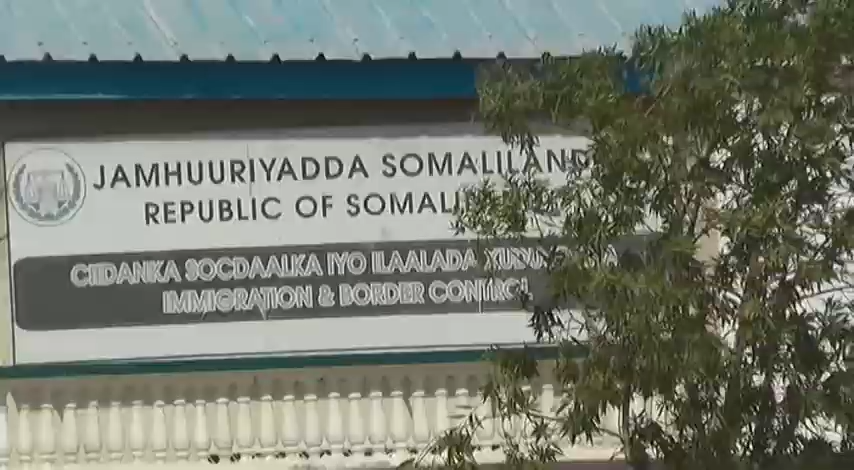 JAMHUURIYADDA SOMALILAND
REPUBLIC OF
CIIDANKA SOCDAALKA IYO ILAALADA
IMMIGRATION & BORDER CONTROL